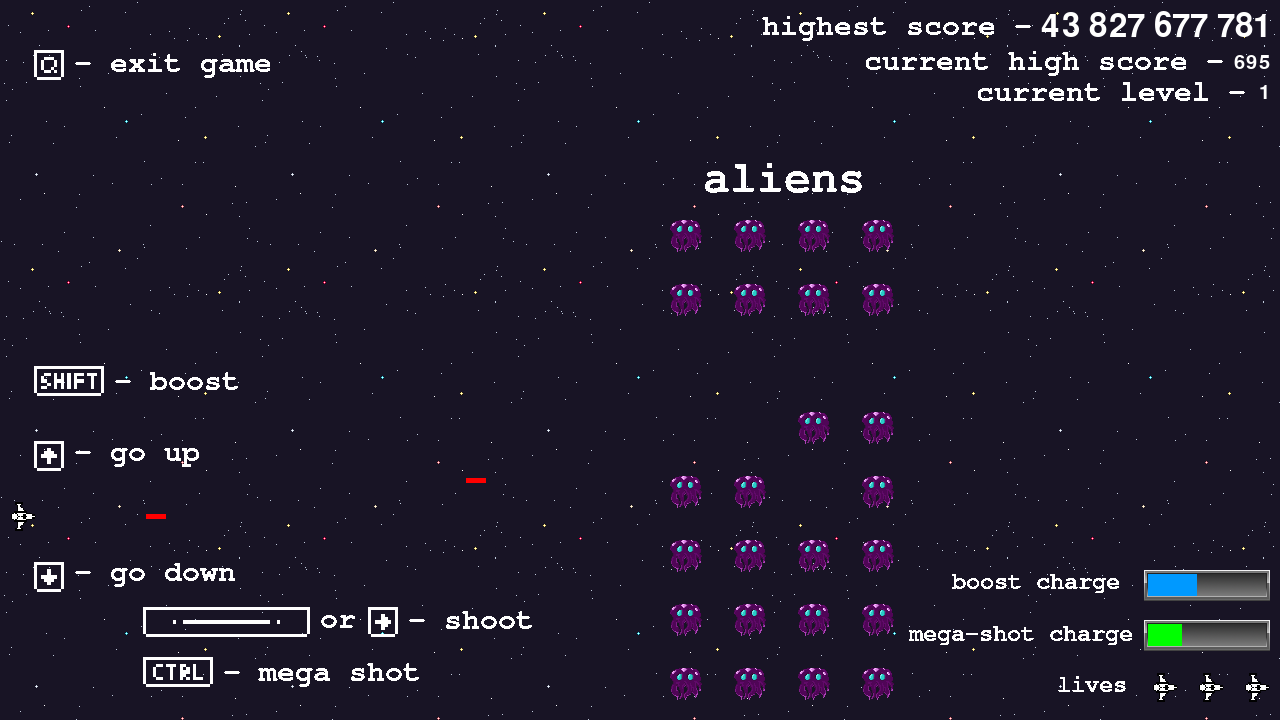 highest score - 43 827 677 781
Q - exit game
current high score - 695
current level - 1
aliens
SHIFT - boost
- go up
- go down
boost charge
or - shoot
mega-shot charge
CTRL - mega shot
lives